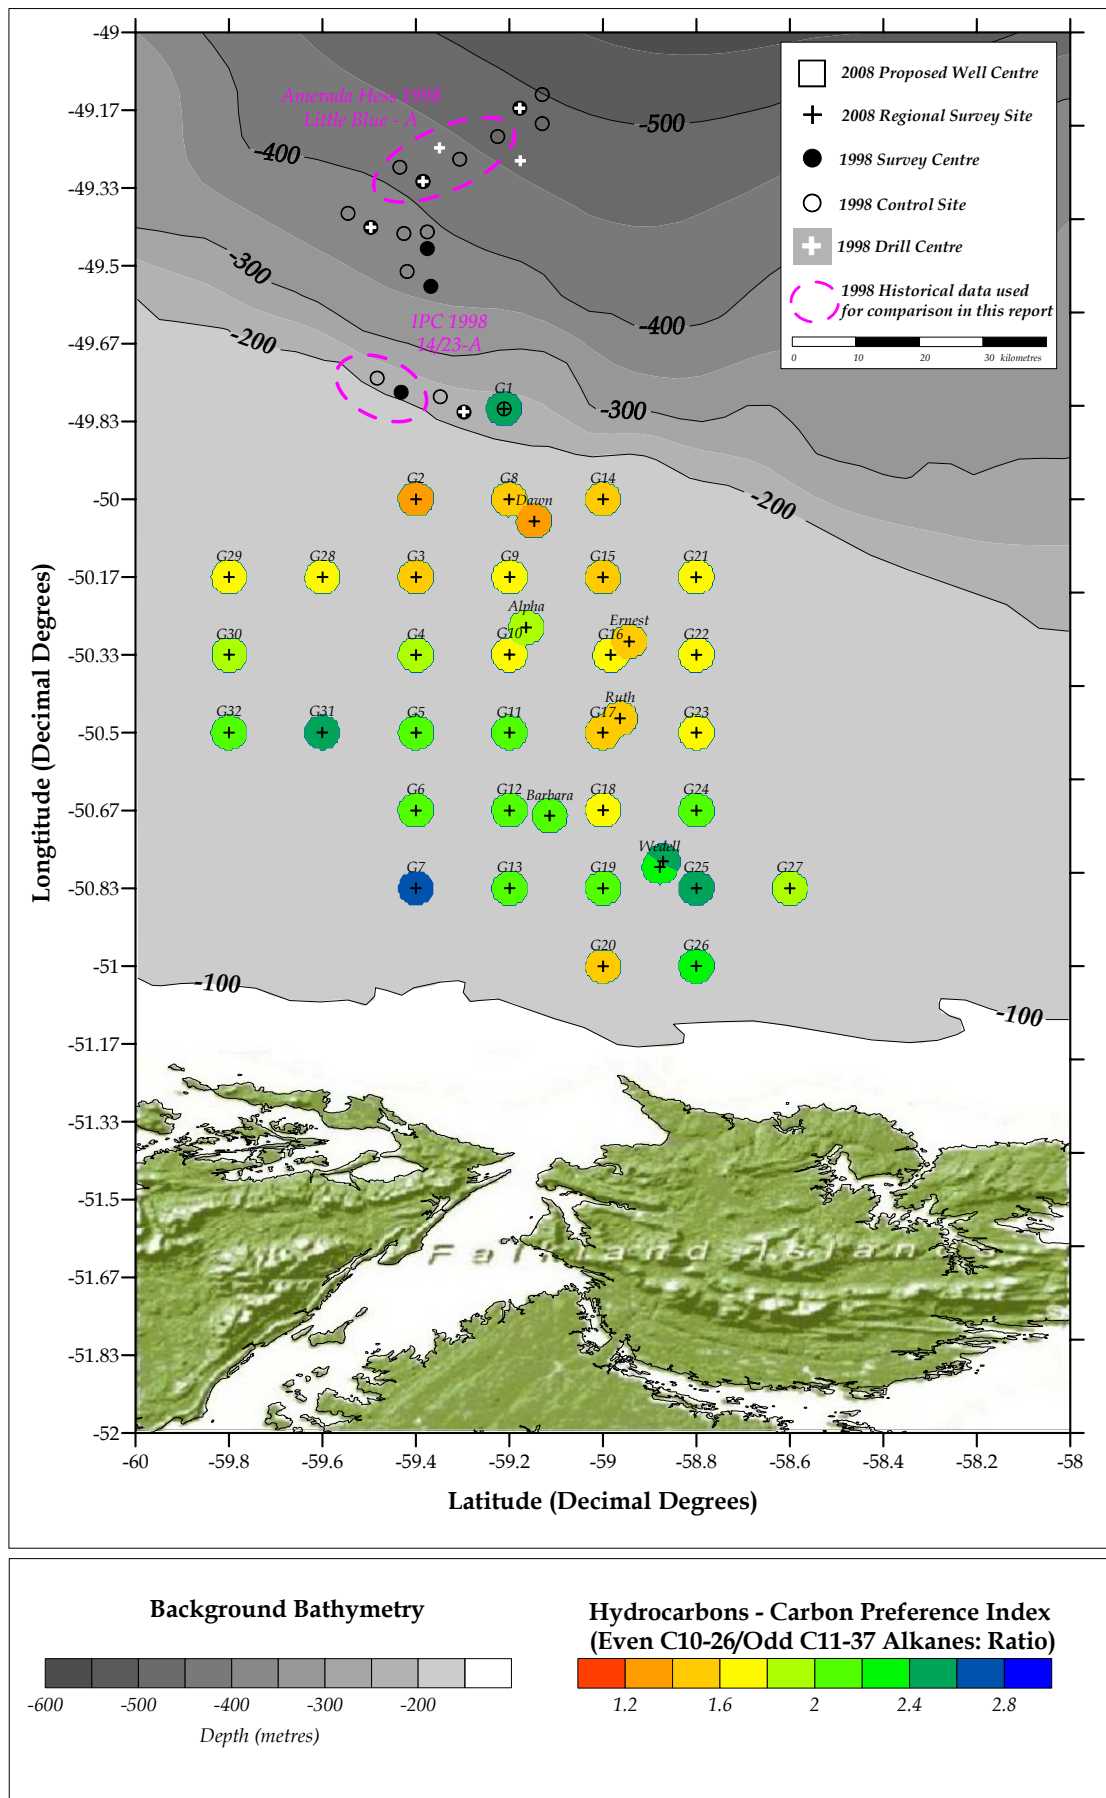 -49
-49.17
-49.33
-49.5
-49.67
-49.83
-50
-50.17
-50.33
-50.5
-50.67
-50.83
-51
-51.17
-51.33
-51.5
-51.67
-51.83
-52
Longtitude (Decimal Degrees)
Amerada Hess 1998
Little Blue - A
-500
-400
-300
-200
-400
IPC 1998
14/23-A
-300
-200
2008 Proposed Well Centre
2008 Regional Survey Site
1998 Survey Centre
1998 Control Site
1998 Drill Centre
1998 Historical data used
for comparison in this report
0 10 20 30 kilometres
G1
G2 G8 G14
Dawn
G29 G28 G3 G9 G15 G21
Alpha
Ernest
G30 G4 G10 G16 G22
Ruth
G32 G31 G5 G11 G17 G23
G6 G12 Barbara G18 G24
Wedell
G7 G13 G19 G25 G27
G20 G26
-100
-100
Falkland Islan
-60 -59.8 -59.6 -59.4 -59.2 -59 -58.8 -58.6 -58.4 -58.2 -58
Latitude (Decimal Degrees)
Background Bathymetry
-600 -500 -400 -300 -200
Depth (metres)
Hydrocarbons - Carbon Preference Index
(Even C10-26/Odd C11-37 Alkanes: Ratio)
1.2 1.6 2 2.4 2.8